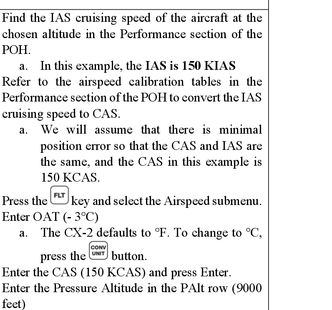 Find the IAS cruising speed of the aircraft at the
chosen altitude in the Performance section of the
POH.
a. In this example, the IAS is 150 KIAS
Refer to the airspeed calibration tables in the
Performance section of the POH to convert the IAS
cruising speed to CAS.
a. We will assume that there is minimal
position error so that the CAS and IAS are
the same, and the CAS in this example is
150 KCAS.
Press the FLT key and select the Airspeed submenu.
Enter OAT (- 3°C)
a. The CX-2 defaults to °F. To change to °C,
press the CONV UNIT button.
Enter the CAS (150 KCAS) and press Enter.
Enter the Pressure Altitude in the PAlt row (9000
feet)